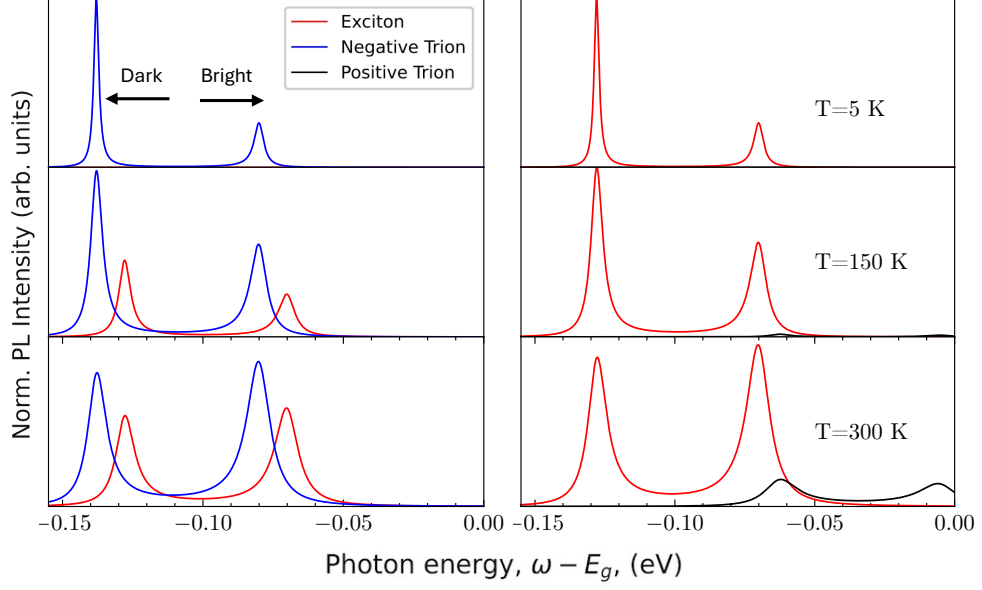 Exciton
Negative Trion
Positive Trion
Dark
Bright
T=5 K
T=150 K
T=300 K
Norm. PL Intensity (arb. units)
−0.15 −0.10 −0.05 0.00
−0.15 −0.10 −0.05 0.00
Photon energy, ω − E_g, (eV)